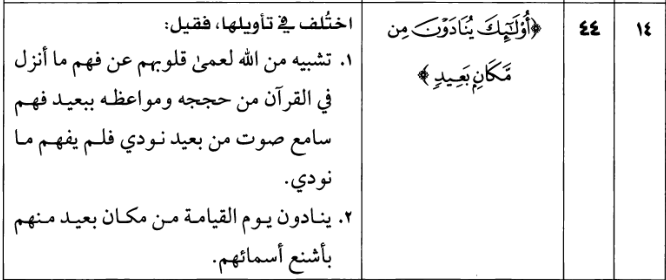 ١٤
٤٤
﴿أُوْلَـٰٓئِكَ يُنَادَوْنَ مِن
مَّكَانِۭ بَعِيدٖ﴾
اختُلف في تأويلها، فقيل:
١. تشبيه من الله لعمىٰ قلوبهم عن فهم ما أنزل
في القرآن من حججه ومواعظه ببعيد فهم
سامع صوت من بعيد نودي فلم يفهم ما
نودي.
٢. ينادون يوم القيامة من مكان بعيد منهم
بأشنع أسمائهم.